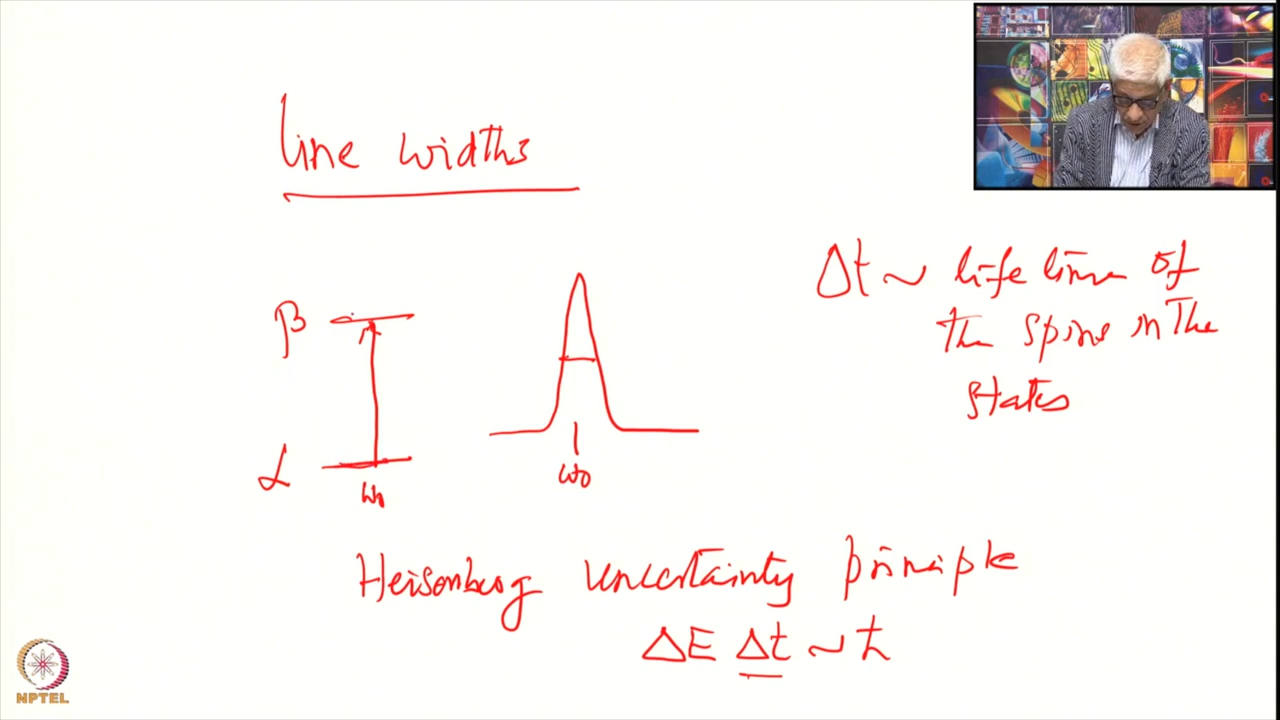 Line widths
Δt ~ life time of
the spins in the
states
β
α
ω0
ω0
Heisenberg uncertainty principle
ΔE Δt ~ ħ
NPTEL